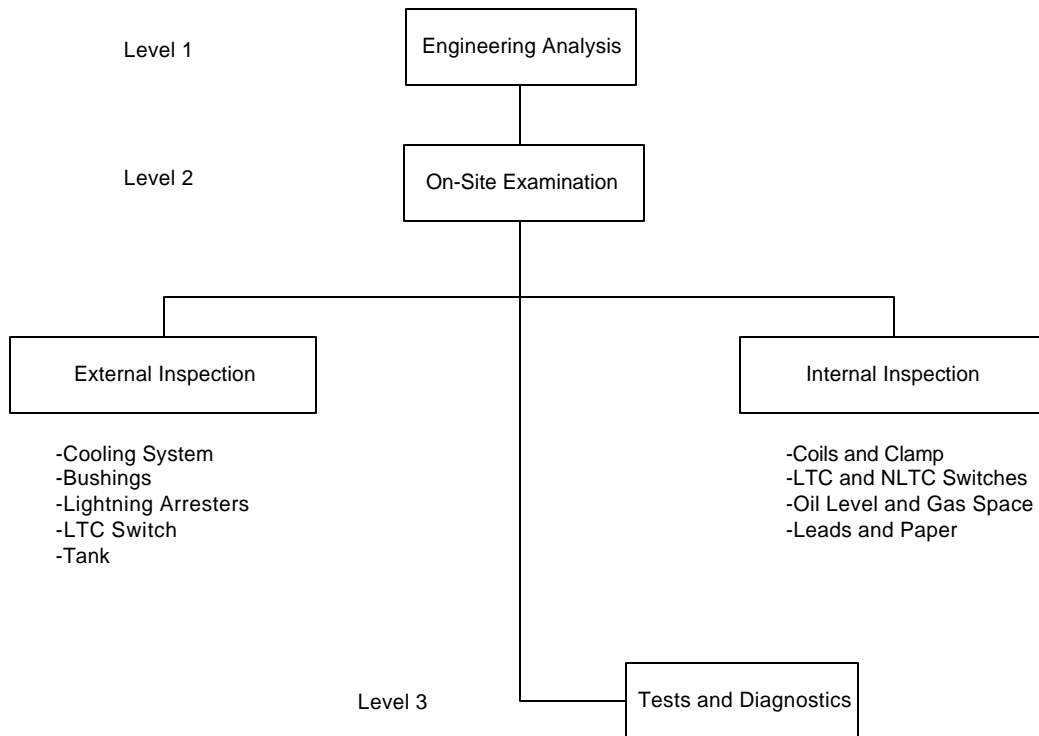 Level 1
Engineering Analysis
Level 2
On-Site Examination
External Inspection
-Cooling System
-Bushings
-Lightning Arresters
-LTC Switch
-Tank
Internal Inspection
-Coils and Clamp
-LTC and NLTC Switches
-Oil Level and Gas Space
-Leads and Paper
Level 3
Tests and Diagnostics